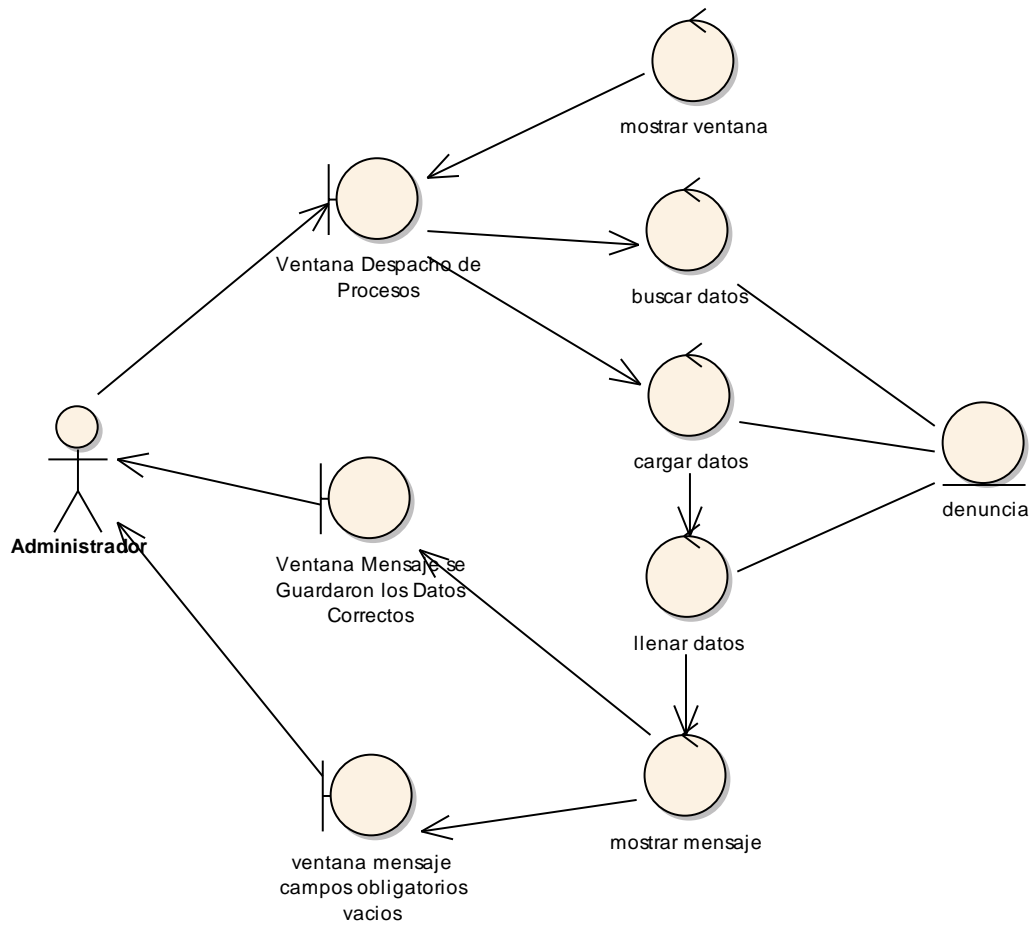 mostrar ventana
Ventana Despacho de
Procesos
buscar datos
cargar datos
denuncia
Administrador
Ventana Mensaje se
Guardaron los Datos
Correctos
llenar datos
mostrar mensaje
ventana mensaje
campos obligatorios
vacios